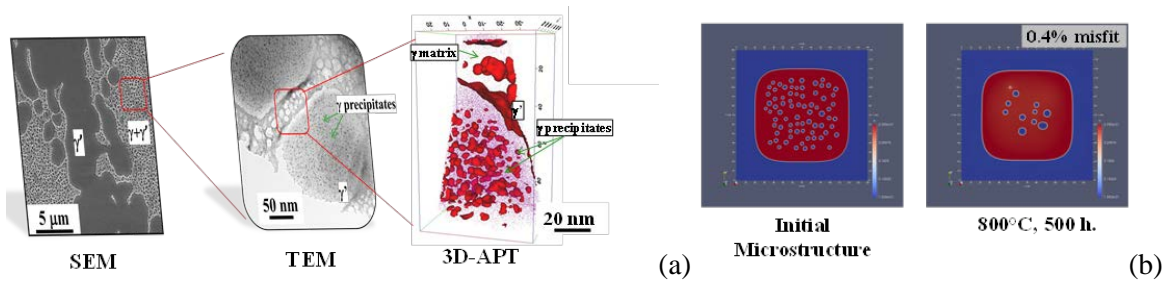 γ'
γ+γ'
5 μm
SEM
γ precipitates
γ'
50 nm
TEM
γ matrix
γ'
γ precipitates
20 nm
3D-APT
(a)
Initial
Microstructure
0.4% misfit
800°C, 500 h.
(b)